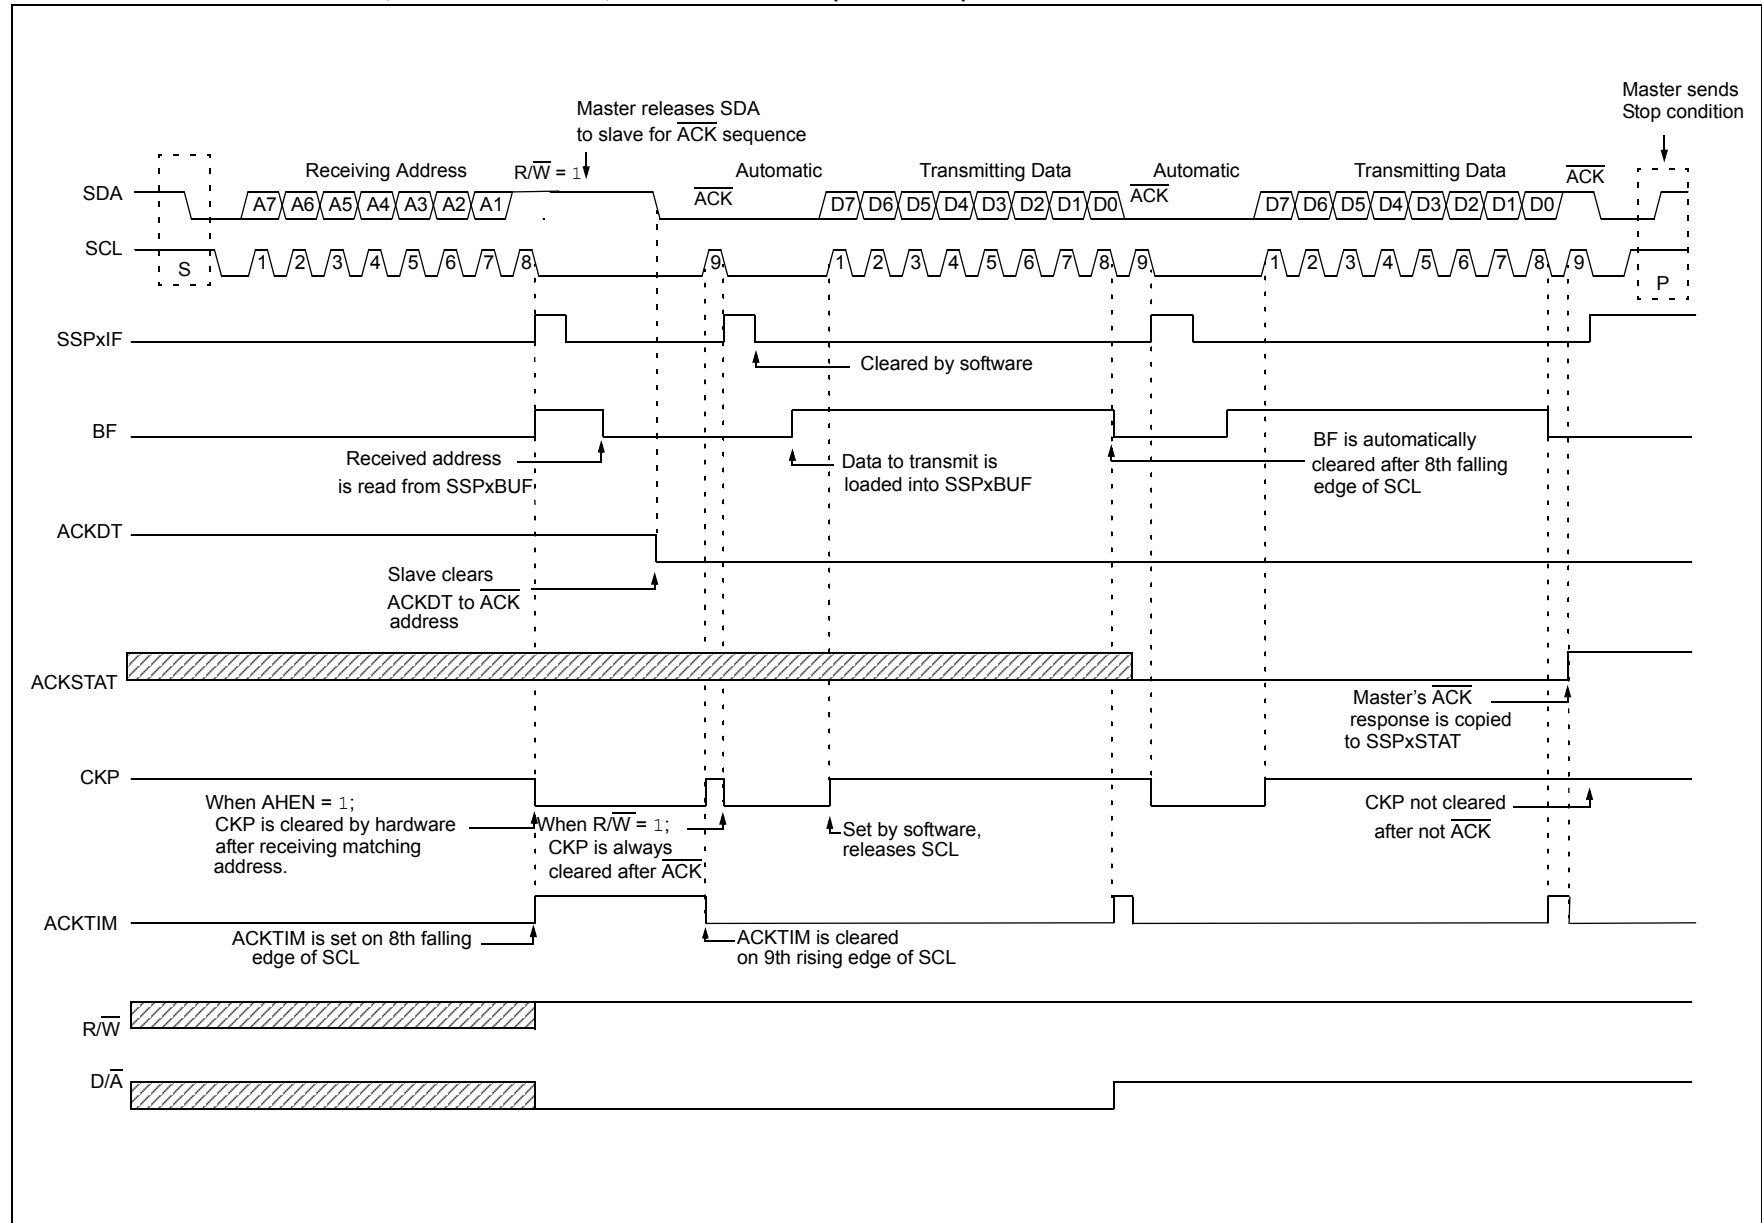 Master sends
Stop condition
Master releases SDA
to slave for ACK sequence
Receiving Address
R/W = 1
Automatic
Transmitting Data
Automatic
Transmitting Data
ACK
SDA
A7 A6 A5 A4 A3 A2 A1
ACK
D7 D6 D5 D4 D3 D2 D1 D0
ACK
D7 D6 D5 D4 D3 D2 D1 D0
SCL
S
1 2 3 4 5 6 7 8
9
1 2 3 4 5 6 7 8 9
1 2 3 4 5 6 7 8 9
P
SSPxIF
Cleared by software
BF
Received address
is read from SSPxBUF
Data to transmit is
loaded into SSPxBUF
BF is automatically
cleared after 8th falling
edge of SCL
ACKDT
Slave clears
ACKDT to ACK
address
ACKSTAT
Master's ACK
response is copied
to SSPxSTAT
CKP
When AHEN = 1;
CKP is cleared by hardware
after receiving matching
address.
When R/W = 1;
CKP is always
cleared after ACK
Set by software,
releases SCL
CKP not cleared
after not ACK
ACKTIM
ACKTIM is set on 8th falling
edge of SCL
ACKTIM is cleared
on 9th rising edge of SCL
R/W
D/A